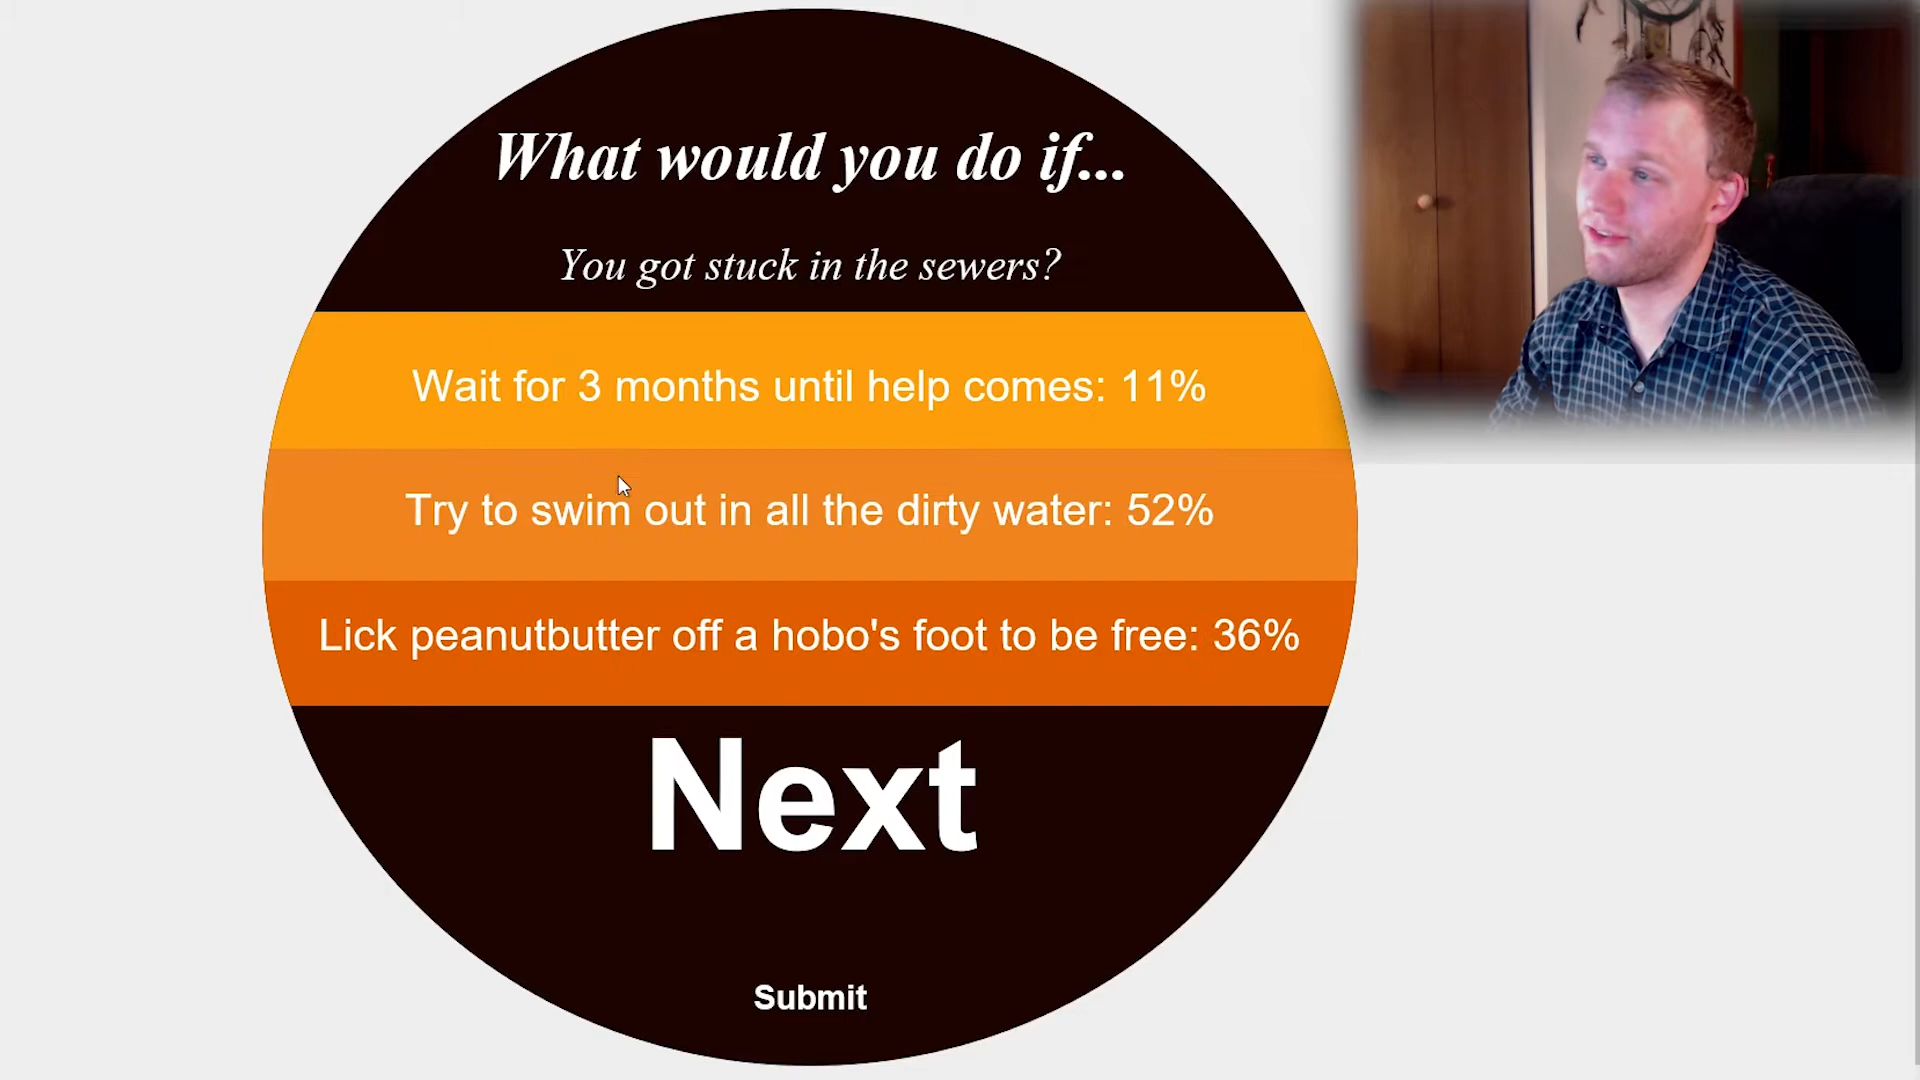 What would you do if...
You got stuck in the sewers?
Wait for 3 months until help comes: 11%
Try to swim out in all the dirty water: 52%
Lick peanutbutter off a hobo's foot to be free: 36%
Next
Submit